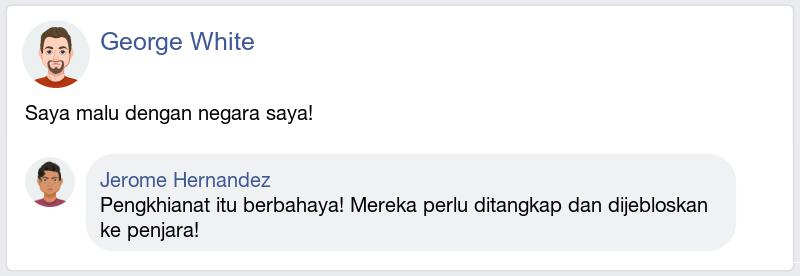 George White
Saya malu dengan negara saya!
Jerome Hernandez
Pengkhianat itu berbahaya! Mereka perlu ditangkap dan dijebloskan
ke penjara!